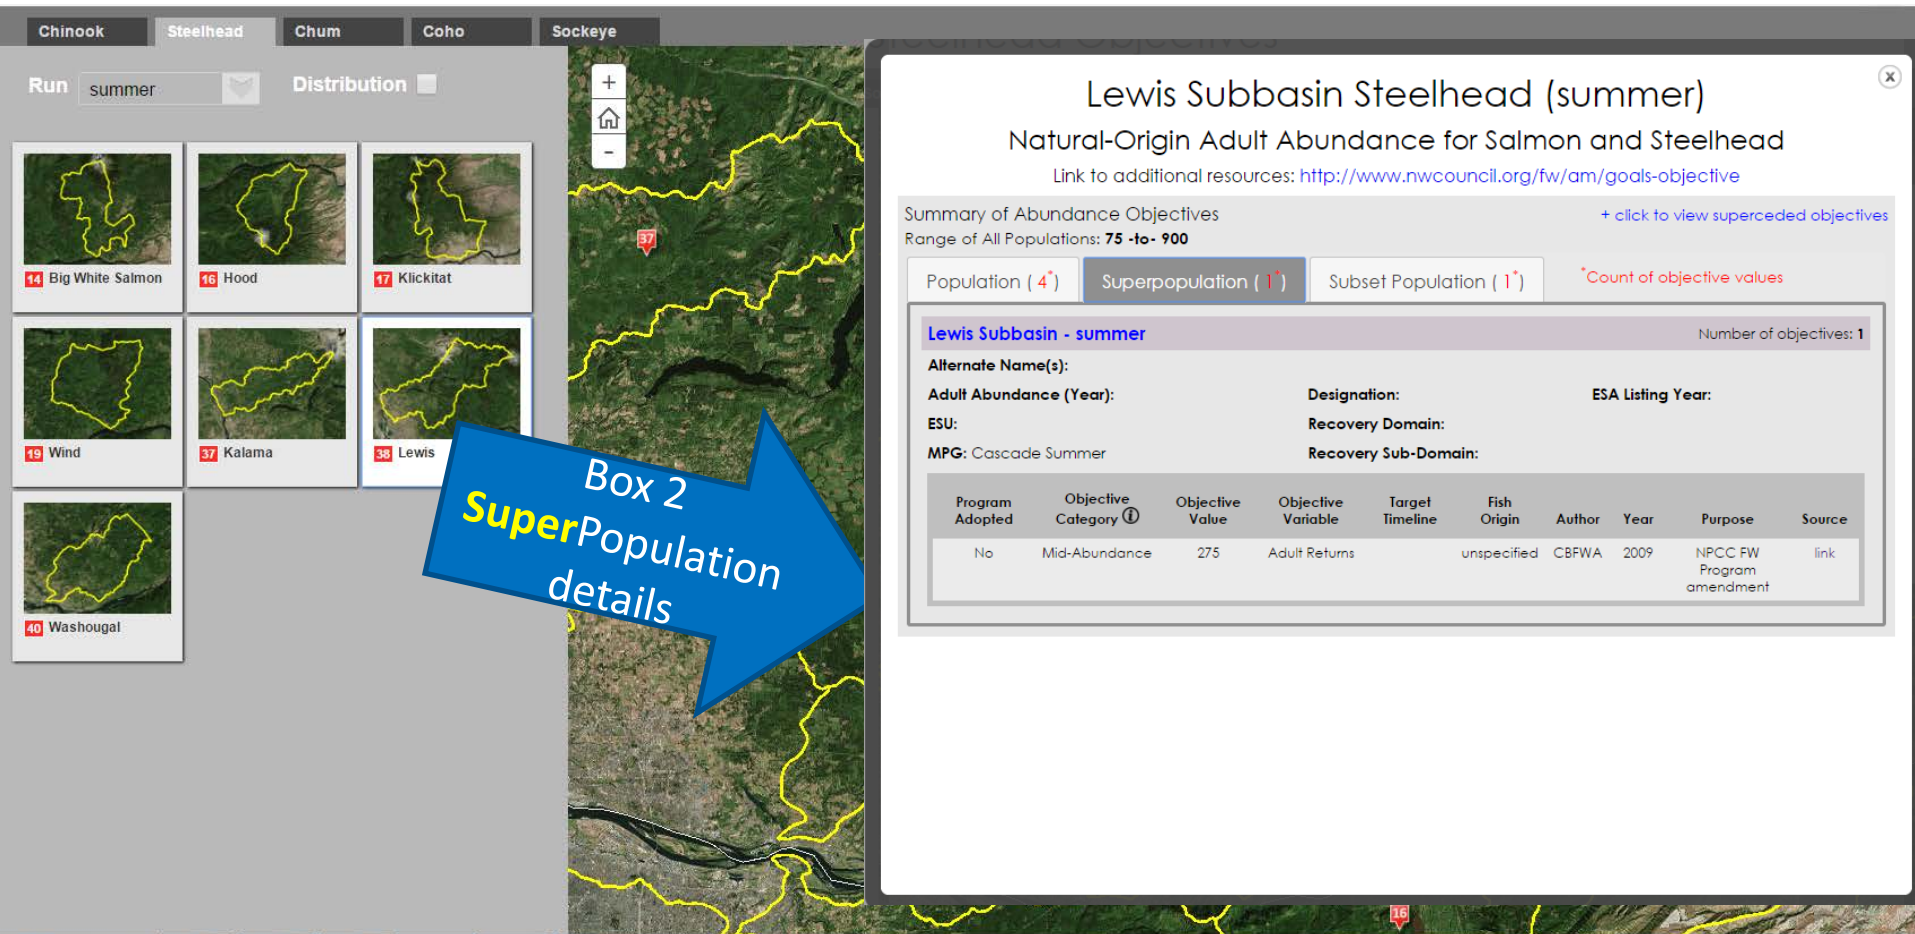 Chinook Steelhead Chum Coho Sockeye
Run summer Distribution
14 Big White Salmon
16 Hood
17 Klickitat
19 Wind
37 Kalama
38 Lewis
40 Washougal
+
-
37
Box 2
SuperPopulation
details
Steelhead Objectives
x
Lewis Subbasin Steelhead (summer)
Natural-Origin Adult Abundance for Salmon and Steelhead
Link to additional resources: http://www.nwcouncil.org/fw/am/goals-objective
Summary of Abundance Objectives
+ click to view superceded objectives
Range of All Populations: 75 -to- 900
Population ( 4*) Superpopulation ( 1*) Subset Population ( 1*) *Count of objective values
Lewis Subbasin - summer Number of objectives: 1
Alternate Name(s):
Adult Abundance (Year): Designation: ESA Listing Year:
ESU: Recovery Domain:
MPG: Cascade Summer Recovery Sub-Domain:
Program Adopted Objective Category Objective Value Objective Variable Target Timeline Fish Origin Author Year Purpose Source
No Mid-Abundance 275 Adult Returns unspecified CBFWA 2009 NPCC FW Program amendment link
16